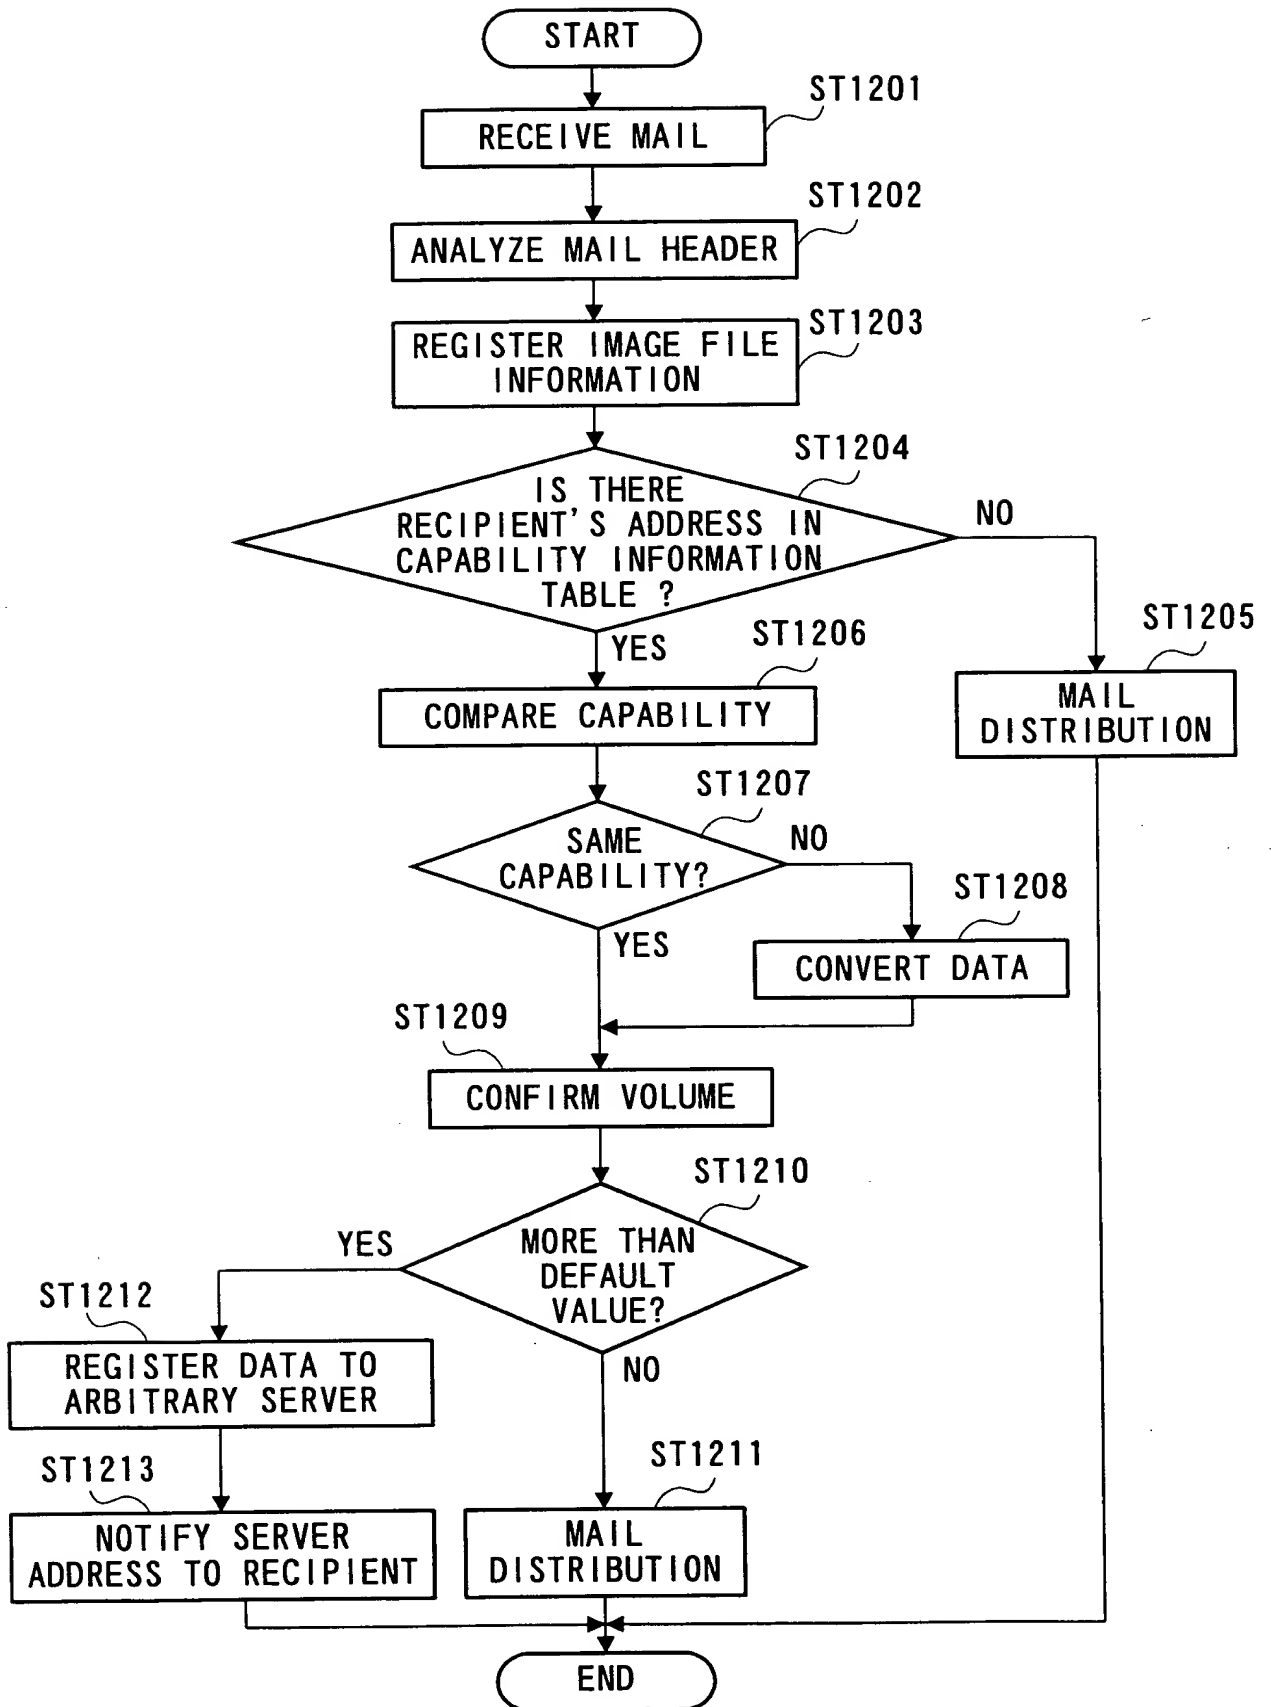 START
ST1201
RECEIVE MAIL
ST1202
ANALYZE MAIL HEADER
ST1203
REGISTER IMAGE FILE
INFORMATION
ST1204
IS THERE
RECIPIENT'S ADDRESS IN
CAPABILITY INFORMATION
TABLE ?
NO
YES
ST1205
MAIL
DISTRIBUTION
ST1206
COMPARE CAPABILITY
ST1207
SAME
CAPABILITY?
NO
YES
ST1208
CONVERT DATA
ST1209
CONFIRM VOLUME
ST1210
MORE THAN
DEFAULT
VALUE?
YES
NO
ST1212
REGISTER DATA TO
ARBITRARY SERVER
ST1213
NOTIFY SERVER
ADDRESS TO RECIPIENT
ST1211
MAIL
DISTRIBUTION
END